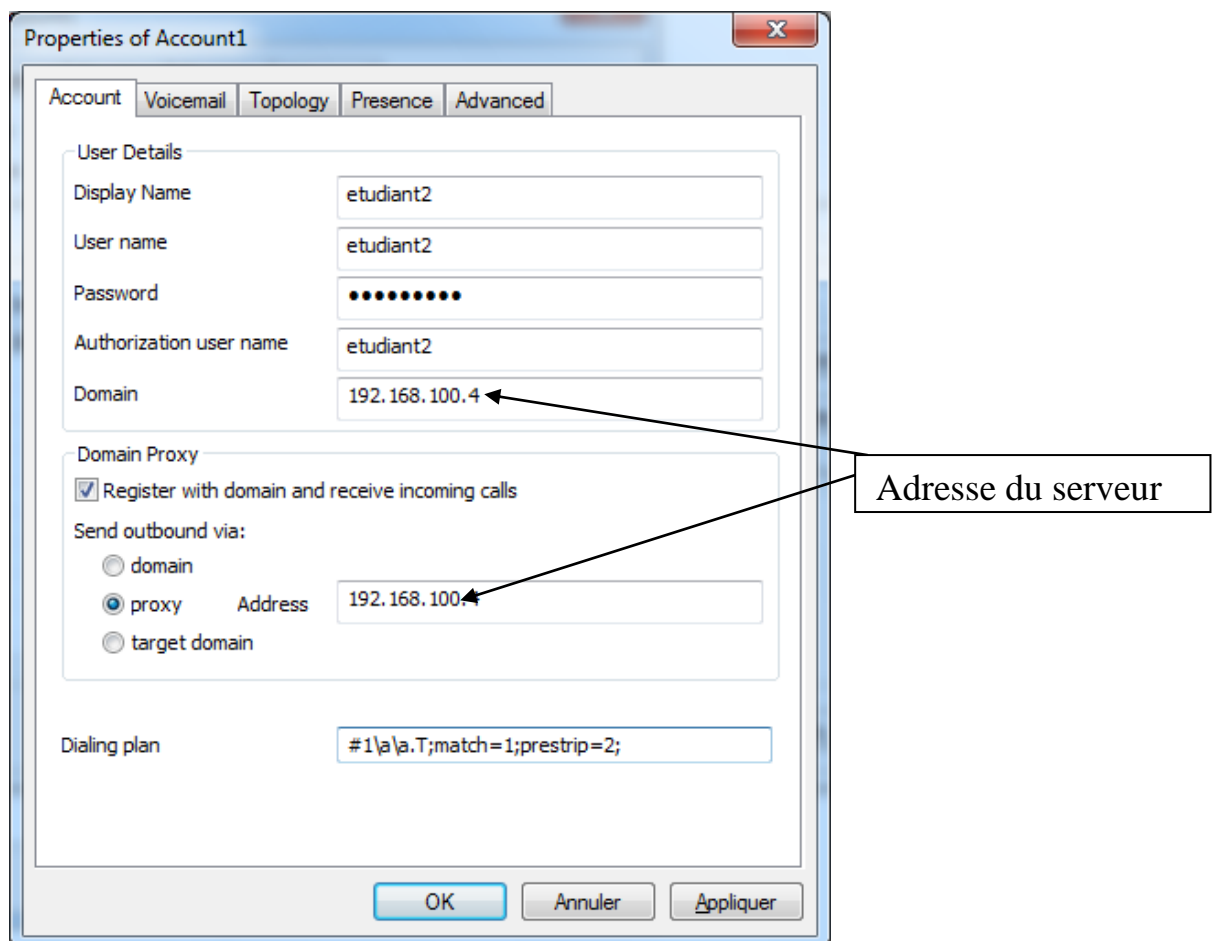 Properties of Account1
Account Voicemail Topology Presence Advanced
User Details
Display Name etudiant2
User name etudiant2
Password •••••••••
Authorization user name etudiant2
Domain 192.168.100.4
Domain Proxy
Register with domain and receive incoming calls
Adresse du serveur
Send outbound via:
domain
proxy Address 192.168.100.4
target domain
Dialing plan #1\a\a.T;match=1;prestrip=2;
OK Annuler Appliquer